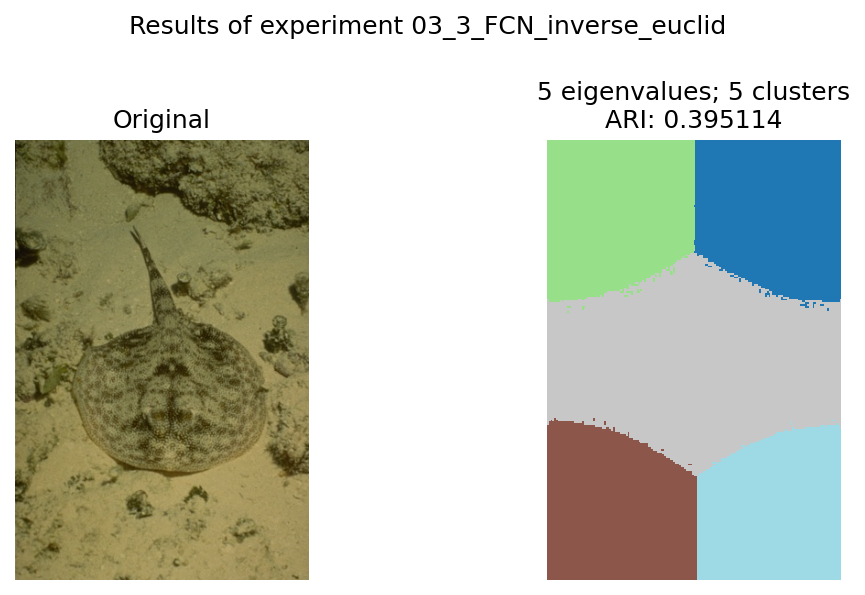 Results of experiment 03_3_FCN_inverse_euclid
Original
5 eigenvalues; 5 clusters
ARI: 0.395114